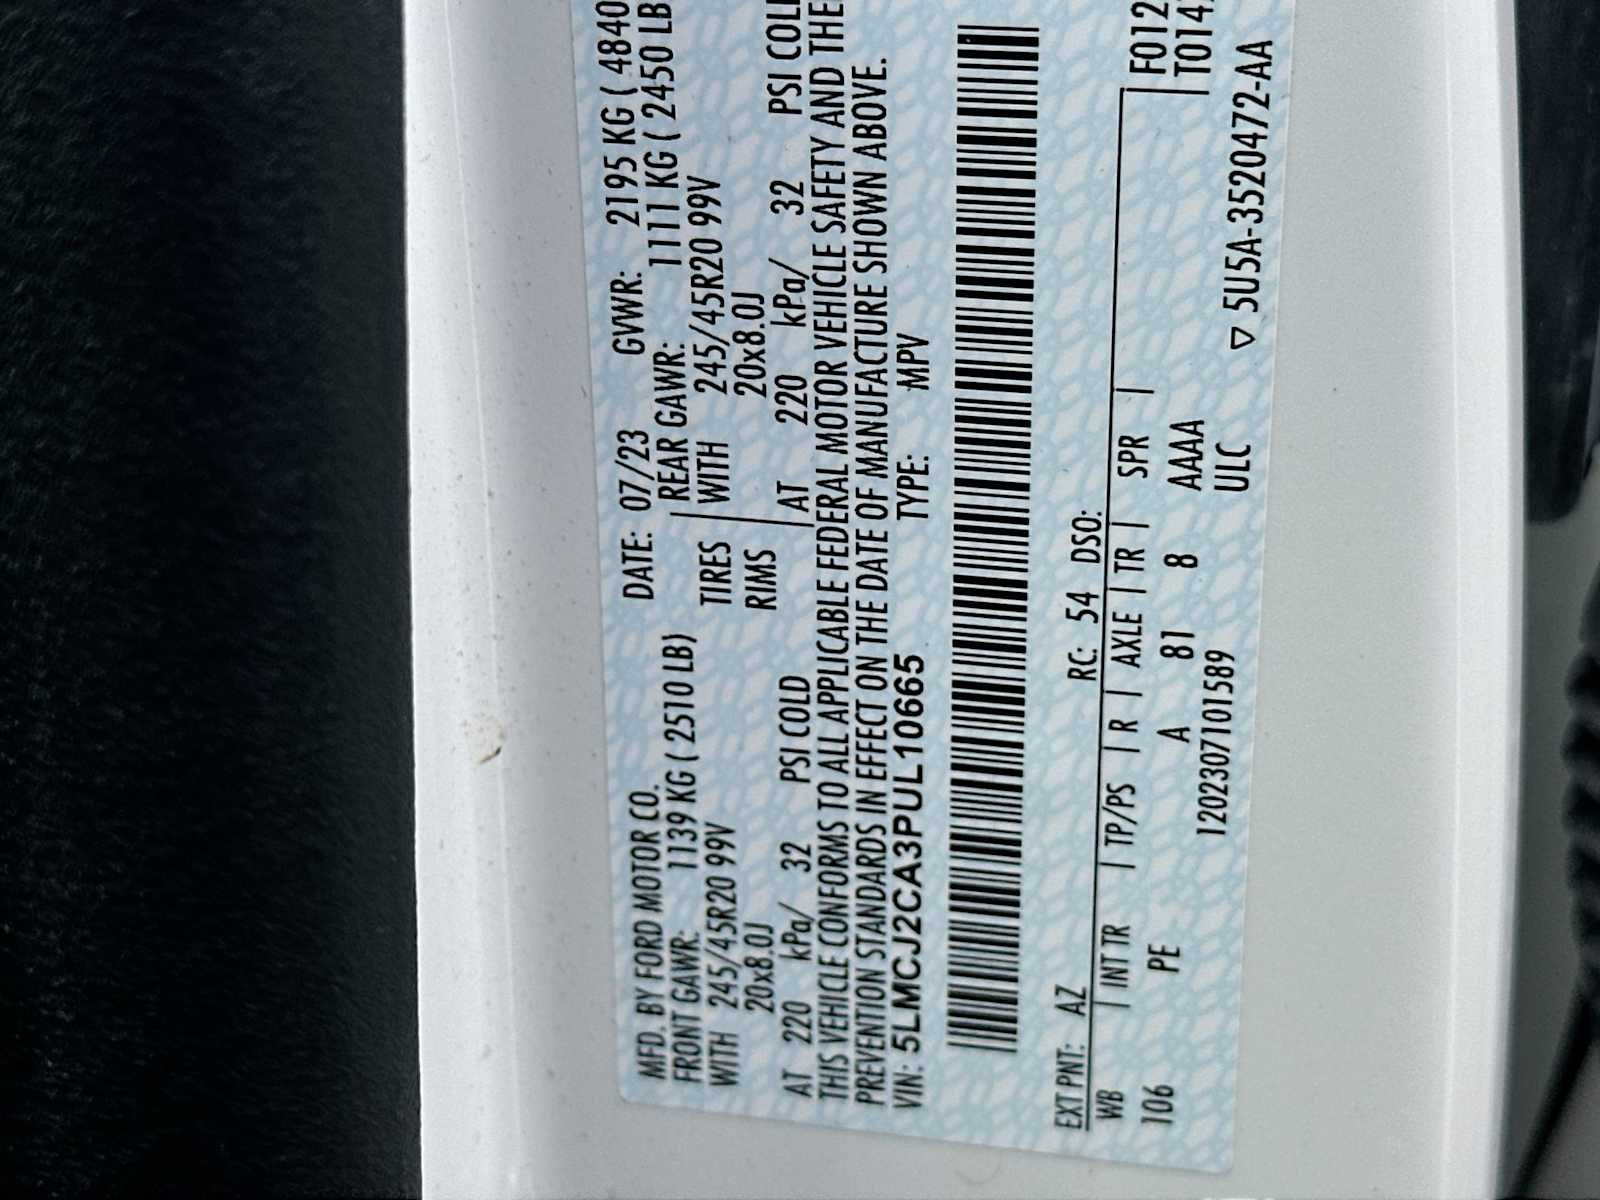 MFD. BY FORD MOTOR CO.
DATE: 07/23 GVWR: 2195 KG ( 4840
FRONT GAWR: 1139 KG ( 2510 LB)
REAR GAWR: 1111 KG ( 2450 LB
WITH 245/45R20 99V TIRES WITH 245/45R20 99V
20x8.0J RIMS 20x8.0J
AT 220 kPa/ 32 PSI COLD AT 220 kPa/ 32 PSI COLD
THIS VEHICLE CONFORMS TO ALL APPLICABLE FEDERAL MOTOR VEHICLE SAFETY AND THE
PREVENTION STANDARDS IN EFFECT ON THE DATE OF MANUFACTURE SHOWN ABOVE.
VIN: 5LMCJ2CA3PUL10665 TYPE: MPV
EXT PNT: AZ RC: 54 DSO:
WB | INT TR | TP/PS | R | AXLE | TR | SPR | F012
106 PE A 81 8 AAAA T014
1202307101589 ULC
▽ 5U5A-3520472-AA